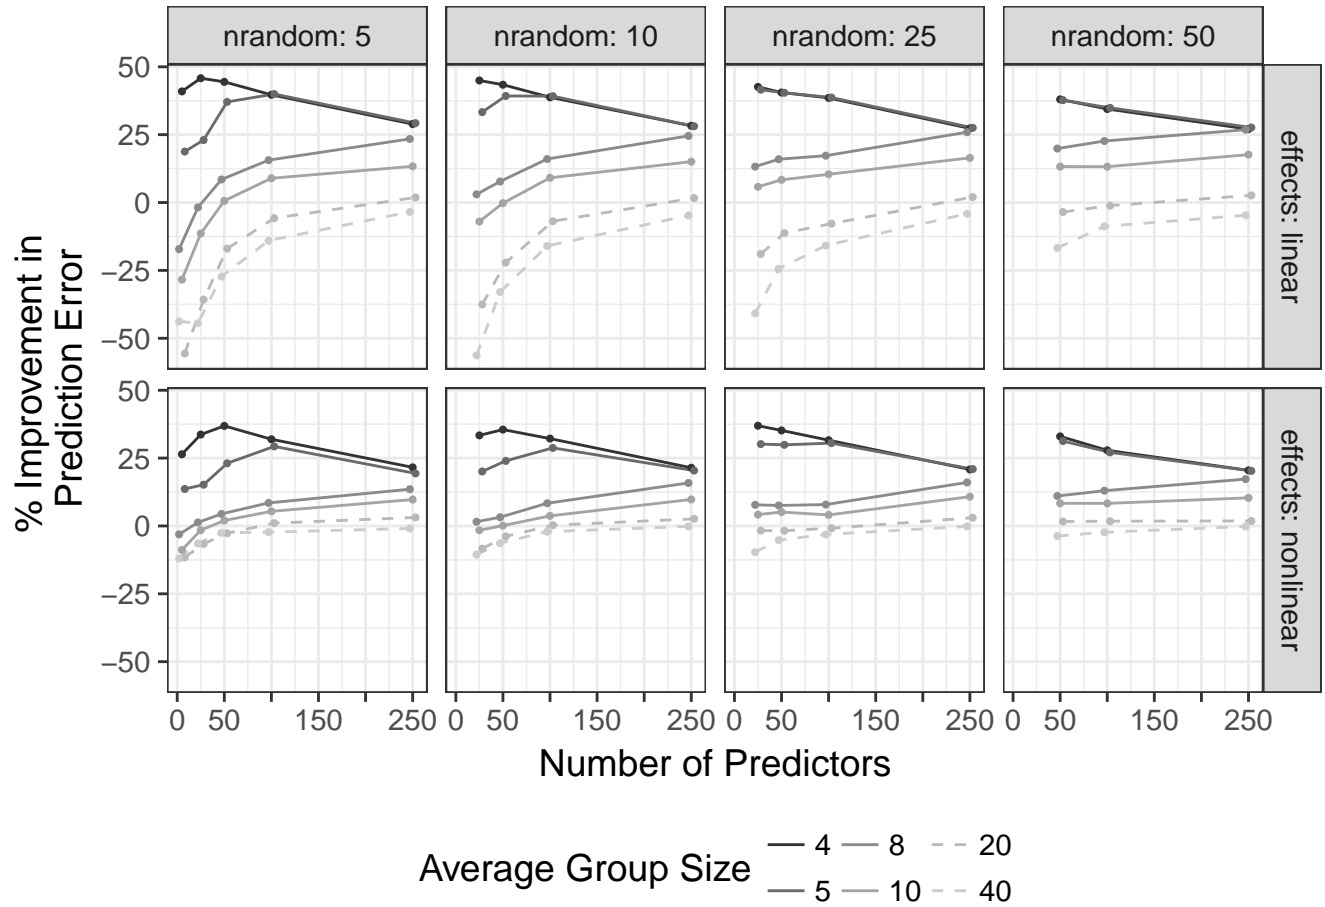 nrandom: 5 nrandom: 10 nrandom: 25 nrandom: 50
% Improvement in
Prediction Error
50
25
0
−25
−50
effects: linear
50
25
0
−25
−50
effects: nonlinear
0 50 150 250 0 50 150 250 0 50 150 250 0 50 150 250
Number of Predictors
Average Group Size
4 8 20
5 10 40